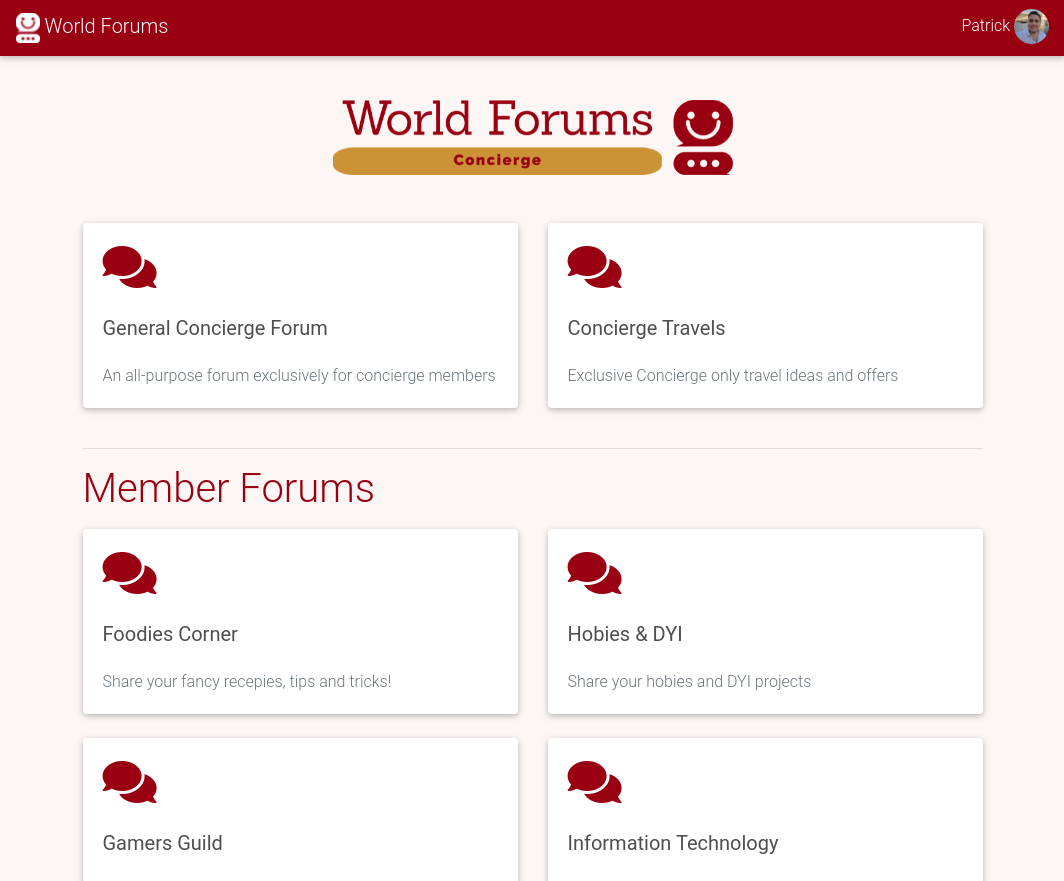 World Forums
Patrick
World Forums
Concierge
General Concierge Forum
An all-purpose forum exclusively for concierge members
Concierge Travels
Exclusive Concierge only travel ideas and offers
Member Forums
Foodies Corner
Share your fancy recepies, tips and tricks!
Hobies & DYI
Share your hobies and DYI projects
Gamers Guild
Information Technology